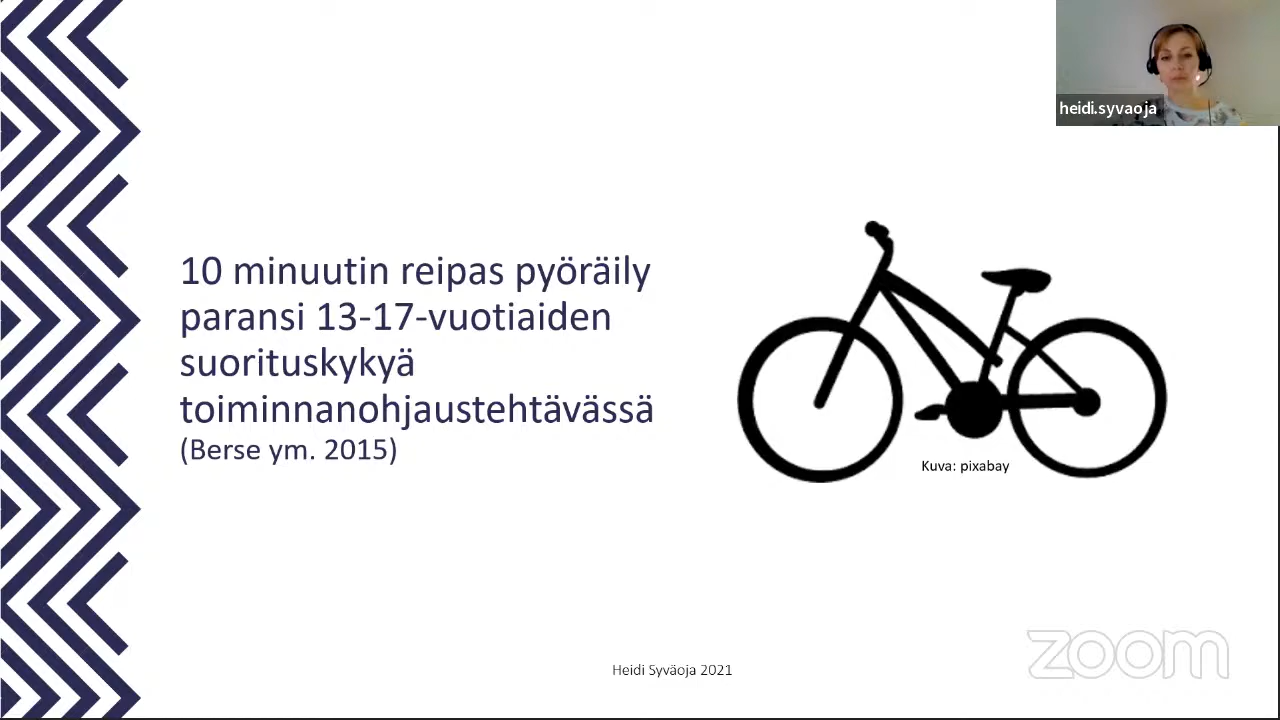 heidi.syvaoja
10 minuutin reipas pyöräily
paransi 13-17-vuotiaiden
suorituskykyä
toiminnanohjaustehtävässä
(Berse ym. 2015)
Kuva: pixabay
Heidi Syväoja 2021
zoom